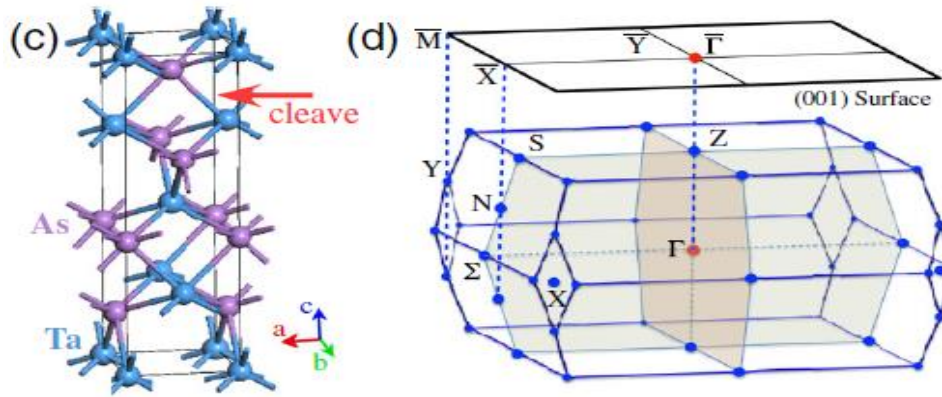 (c)
cleave
As
Ta
a
c
b
(d)
M̅
Y̅
Γ̅
X̅
(001) Surface
S
Z
Y
N
Σ
Γ
X